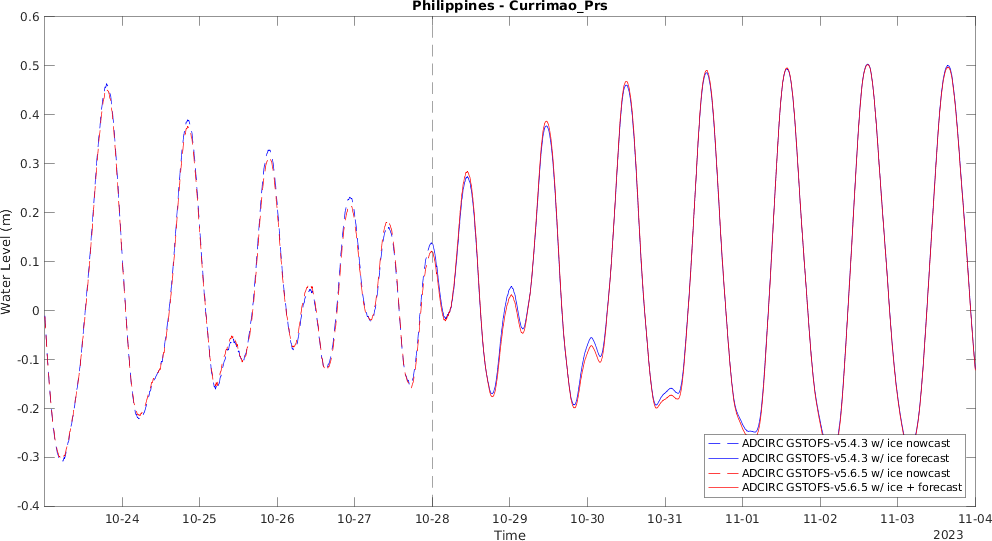 Philippines - Currimao_Prs
0.6
0.5
0.4
0.3
0.2
0.1
0
-0.1
-0.2
-0.3
-0.4
Water Level (m)
ADCIRC GSTOFS-v5.4.3 w/ ice nowcast
ADCIRC GSTOFS-v5.4.3 w/ ice forecast
ADCIRC GSTOFS-v5.6.5 w/ ice nowcast
ADCIRC GSTOFS-v5.6.5 w/ ice + forecast
10-24 10-25 10-26 10-27 10-28 10-29 10-30 10-31 11-01 11-02 11-03 11-04
Time
2023